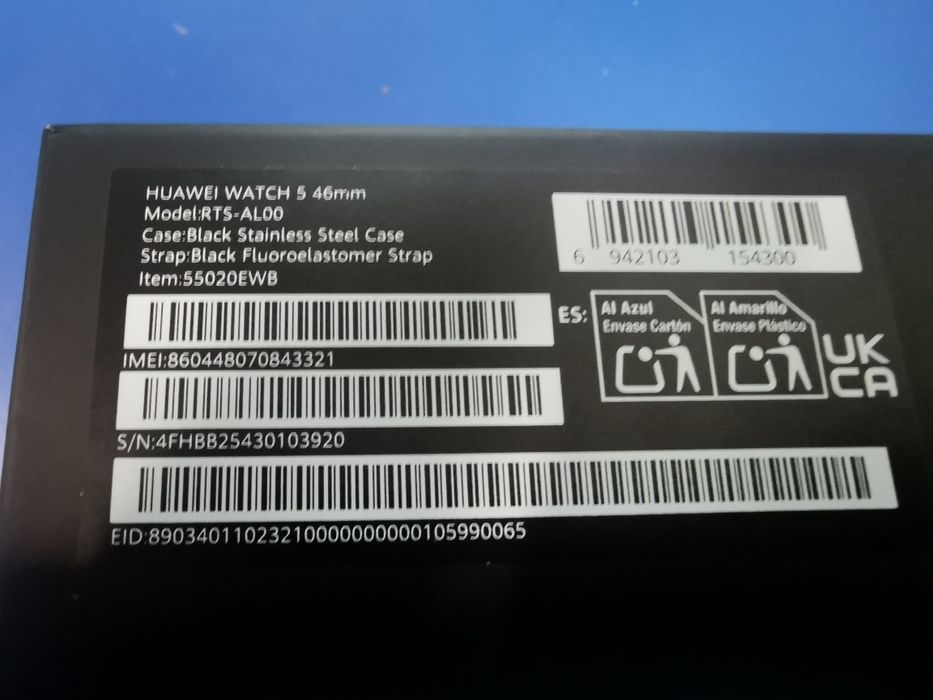 HUAWEI WATCH 5 46mm
Model:RTS-AL00
Case:Black Stainless Steel Case
Strap:Black Fluoroelastomer Strap
Item:55020EWB
6 942103 154300
IMEI:860448070843321
ES:
Al Azul
Envase Cartón
Al Amarillo
Envase Plástico
UK
CA
S/N:4FHBB25430103920
EID:89034011023210000000000105990065